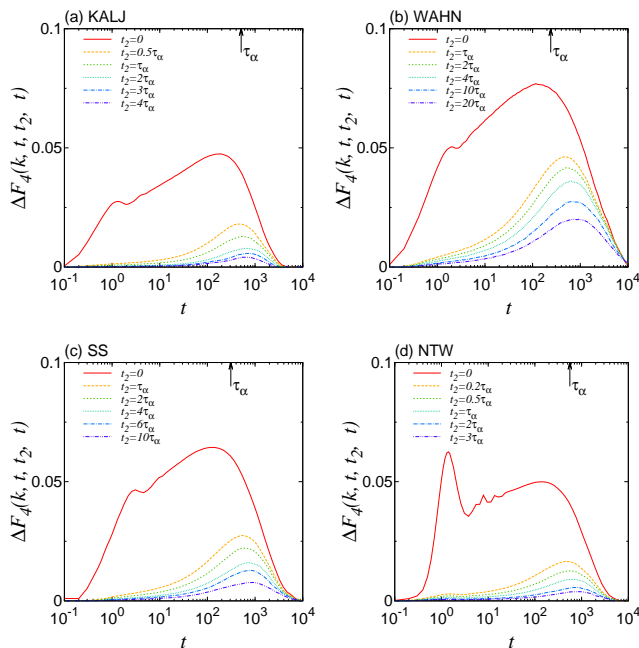 (a) KALJ
ΔF₄(k, t, t₂, t)
0.1
0.05
0
t₂=0
t₂=0.5τα
t₂=τα
t₂=2τα
t₂=3τα
t₂=4τα
τα
10⁻¹ 10⁰ 10¹ 10² 10³ 10⁴
t
(b) WAHN
ΔF₄(k, t, t₂, t)
0.1
0.05
0
t₂=0
t₂=τα
t₂=2τα
t₂=4τα
t₂=10τα
t₂=20τα
τα
10⁻¹ 10⁰ 10¹ 10² 10³ 10⁴
t
(c) SS
ΔF₄(k, t, t₂, t)
0.1
0.05
0
t₂=0
t₂=τα
t₂=2τα
t₂=4τα
t₂=6τα
t₂=10τα
τα
10⁻¹ 10⁰ 10¹ 10² 10³ 10⁴
t
(d) NTW
ΔF₄(k, t, t₂, t)
0.1
0.05
0
t₂=0
t₂=0.2τα
t₂=0.5τα
t₂=τα
t₂=2τα
t₂=3τα
τα
10⁻¹ 10⁰ 10¹ 10² 10³ 10⁴
t